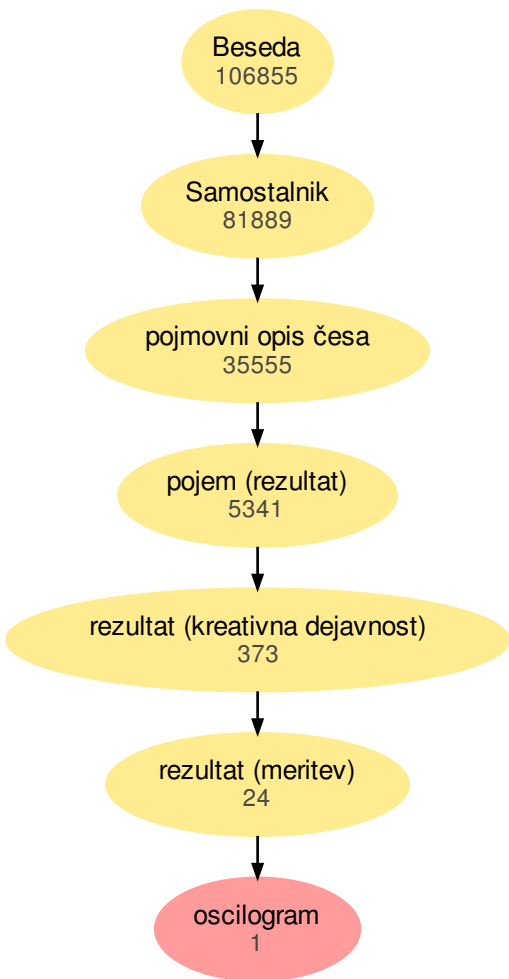 Beseda
106855
Samostalnik
81889
pojmovni opis česa
35555
pojem (rezultat)
5341
rezultat (kreativna dejavnost)
373
rezultat (meritev)
24
oscilogram
1